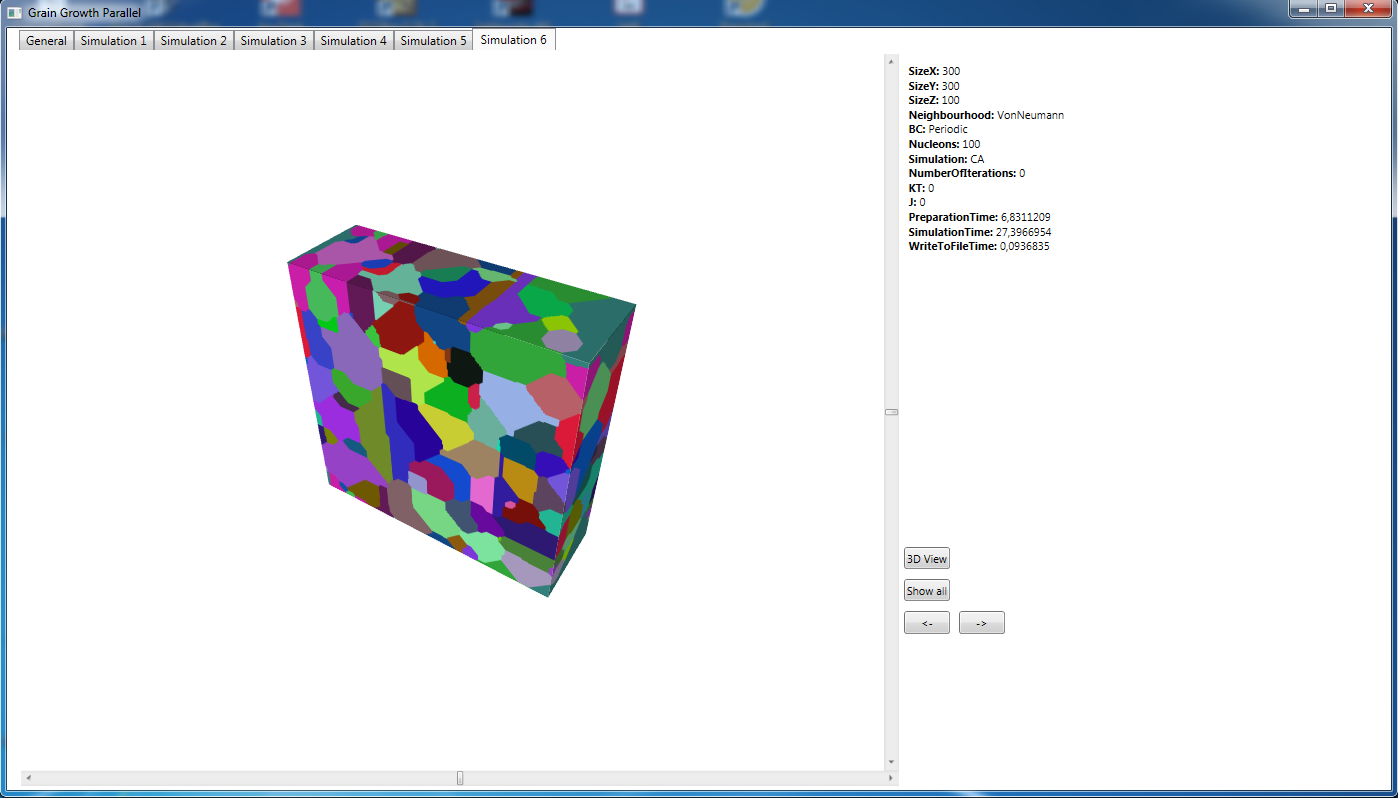 Grain Growth Parallel
General Simulation 1 Simulation 2 Simulation 3 Simulation 4 Simulation 5 Simulation 6
SizeX: 300
SizeY: 300
SizeZ: 100
Neighbourhood: VonNeumann
BC: Periodic
Nucleons: 100
Simulation: CA
NumberOfIterations: 0
KT: 0
J: 0
PreparationTime: 6,8311209
SimulationTime: 27,3966954
WriteToFileTime: 0,0936835
3D View
Show all
<- ->